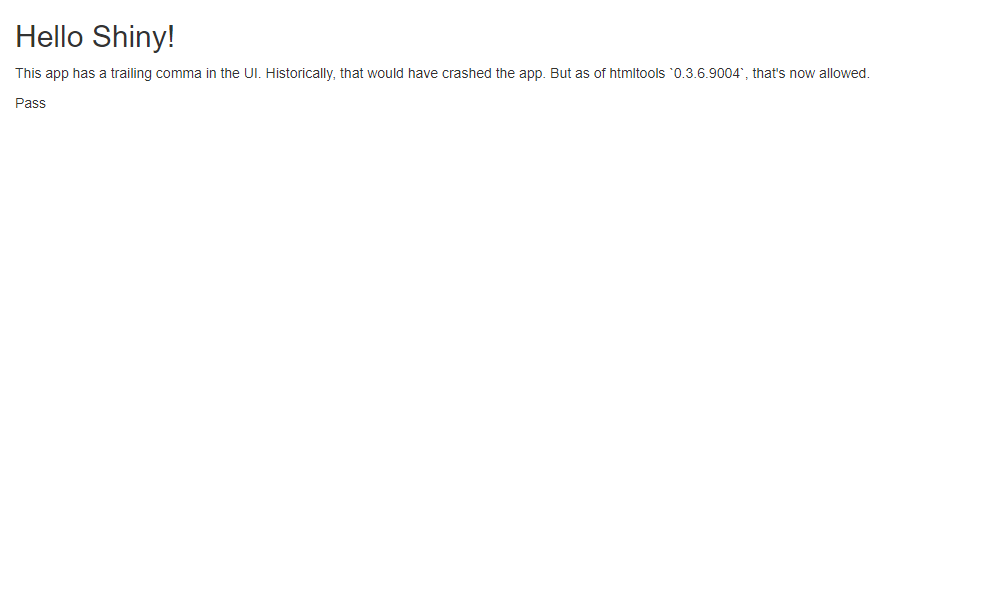 Hello Shiny!
This app has a trailing comma in the UI. Historically, that would have crashed the app. But as of htmltools `0.3.6.9004`, that's now allowed.
Pass